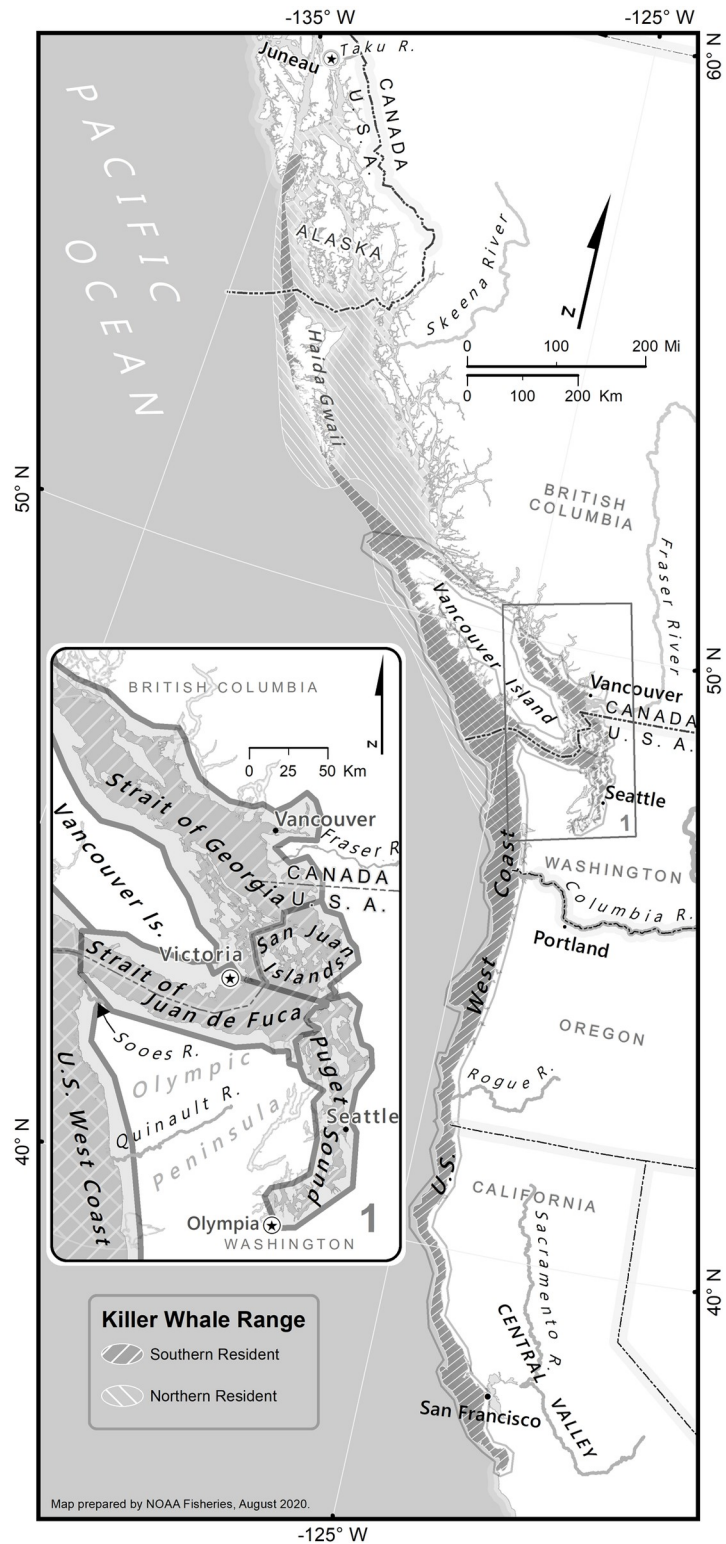 -135° W
-125° W
60° N
Juneau
Taku R.
CANADA
U. S. A.
PACIFIC
OCEAN
ALASKA
Skeena River
N
0 100 200 Mi
0 100 200 Km
Haida Gwaii
50° N
BRITISH
COLUMBIA
Fraser River
Vancouver Island
50° N
Vancouver
CANADA
U. S. A.
Seattle
1
WASHINGTON
Columbia R.
Portland
U.S. West Coast
OREGON
Rogue R.
40° N
CALIFORNIA
Sacramento R.
40° N
CENTRAL
VALLEY
San Francisco
BRITISH COLUMBIA
N
0 25 50 Km
Strait of Georgia
Vancouver
Fraser R
CANADA
U. S. A.
Vancouver Is.
Victoria
San Juan
Islands
Strait of
Juan de Fuca
Sooes R.
Olympic
Peninsula
Quinault R.
Puget Sound
Seattle
U.S. West Coast
Olympia
WASHINGTON
1
Killer Whale Range
Southern Resident
Northern Resident
Map prepared by NOAA Fisheries, August 2020.
-125° W